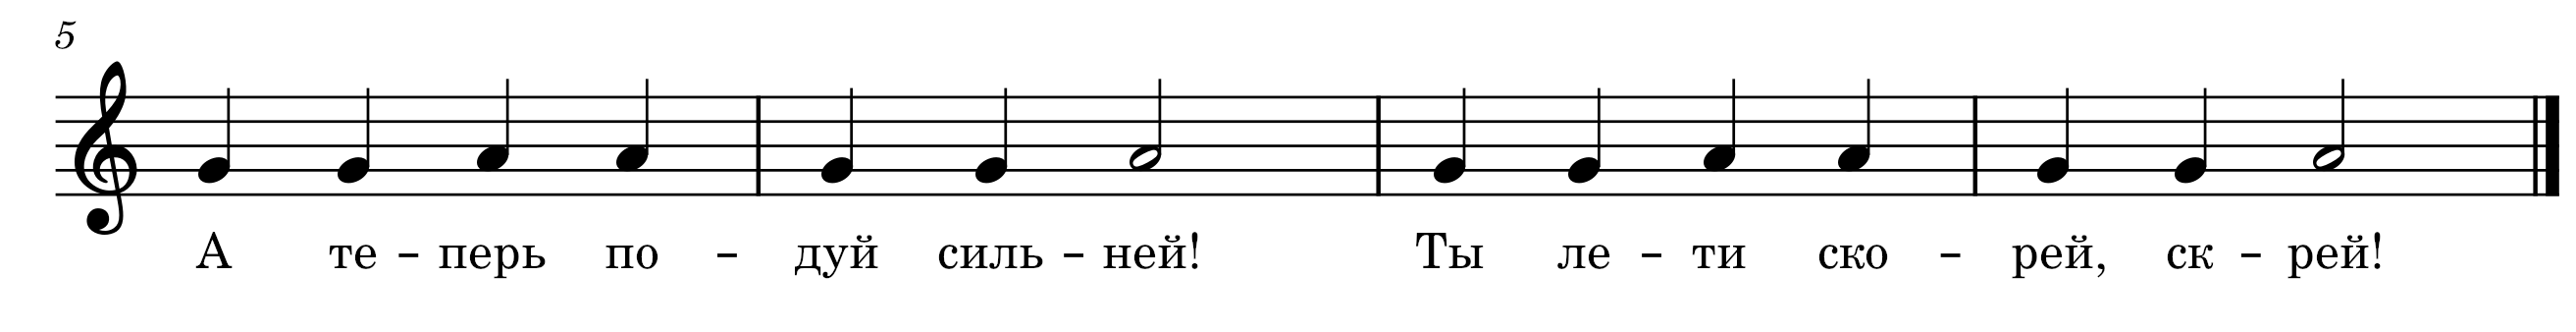 5
А те – перь по – дуй силь – ней! Ты ле – ти ско – рей, ск – рей!